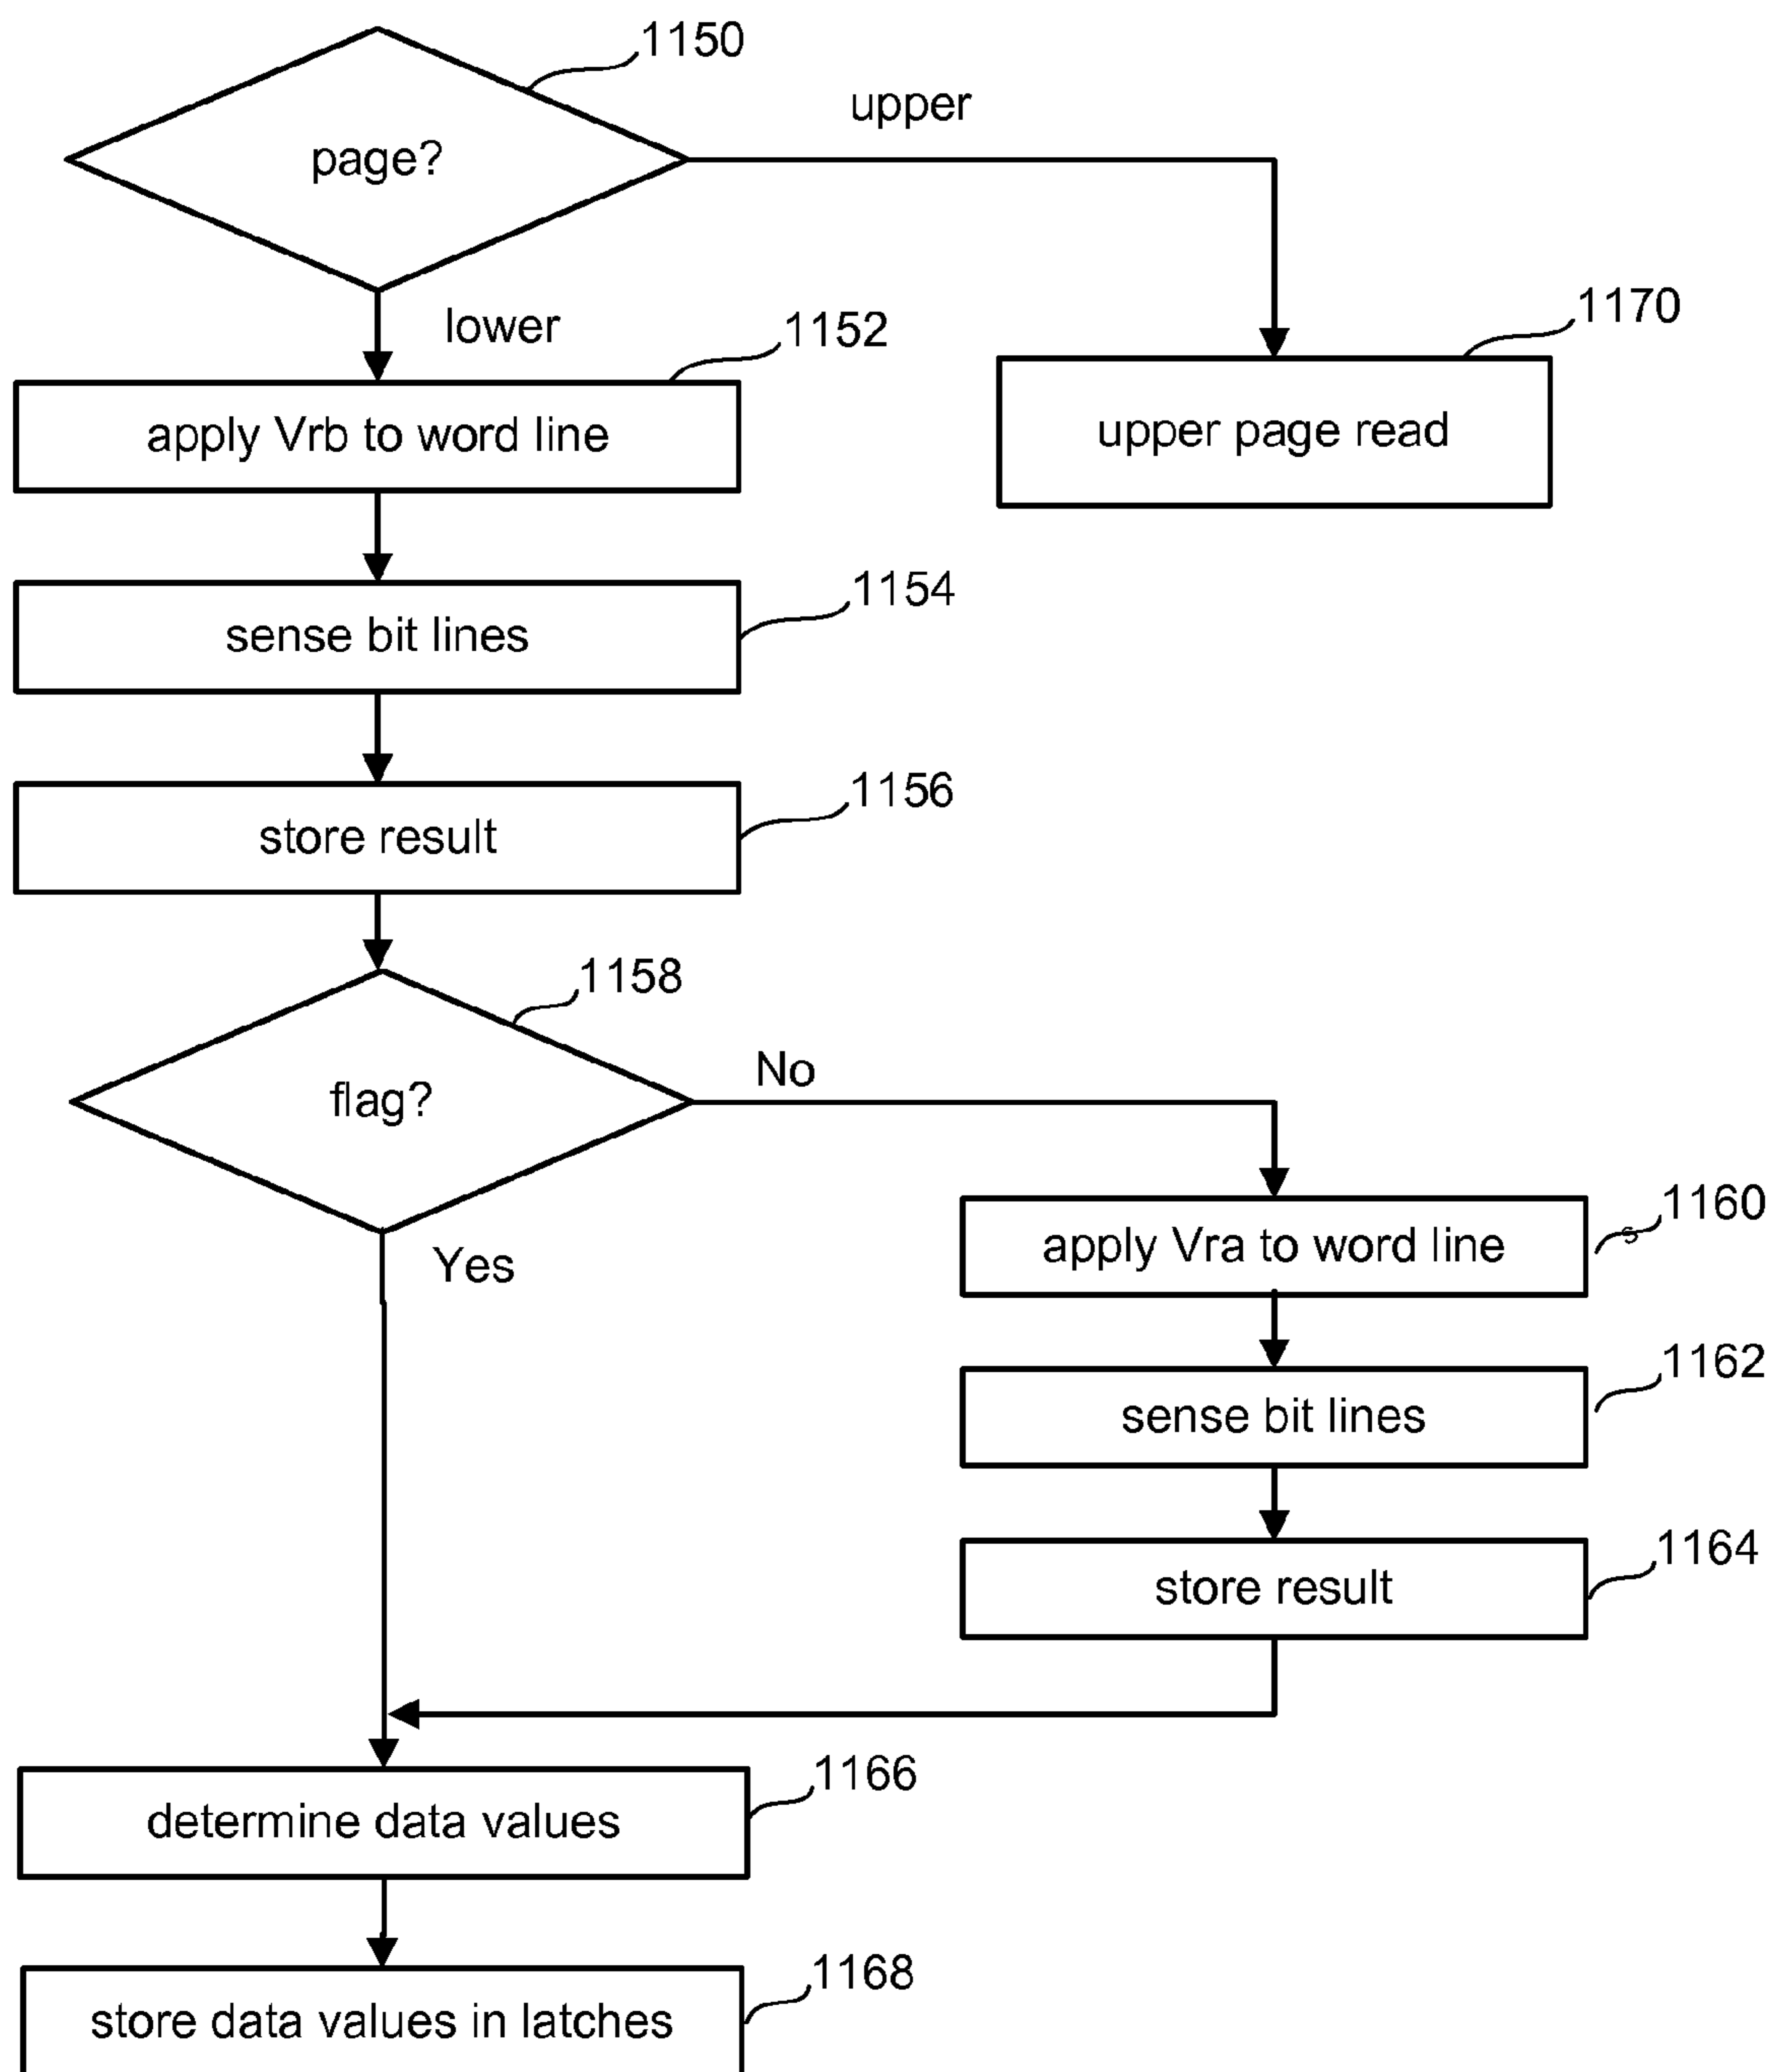 1150
upper
page?
lower
1152
1170
apply Vrb to word line
upper page read
1154
sense bit lines
1156
store result
1158
No
flag?
Yes
1160
s
apply Vra to word line
1162
sense bit lines
1164
store result
1166
determine data values
1168
store data values in latches